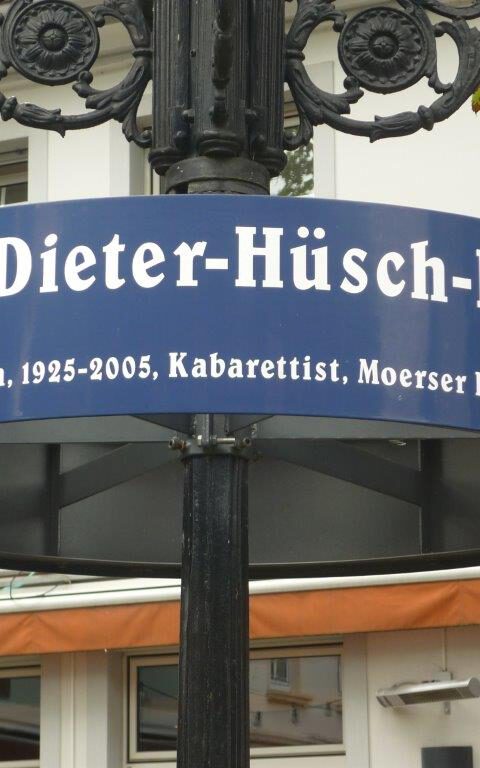 Dieter-Hüsch-
, 1925-2005, Kabarettist, Moerser